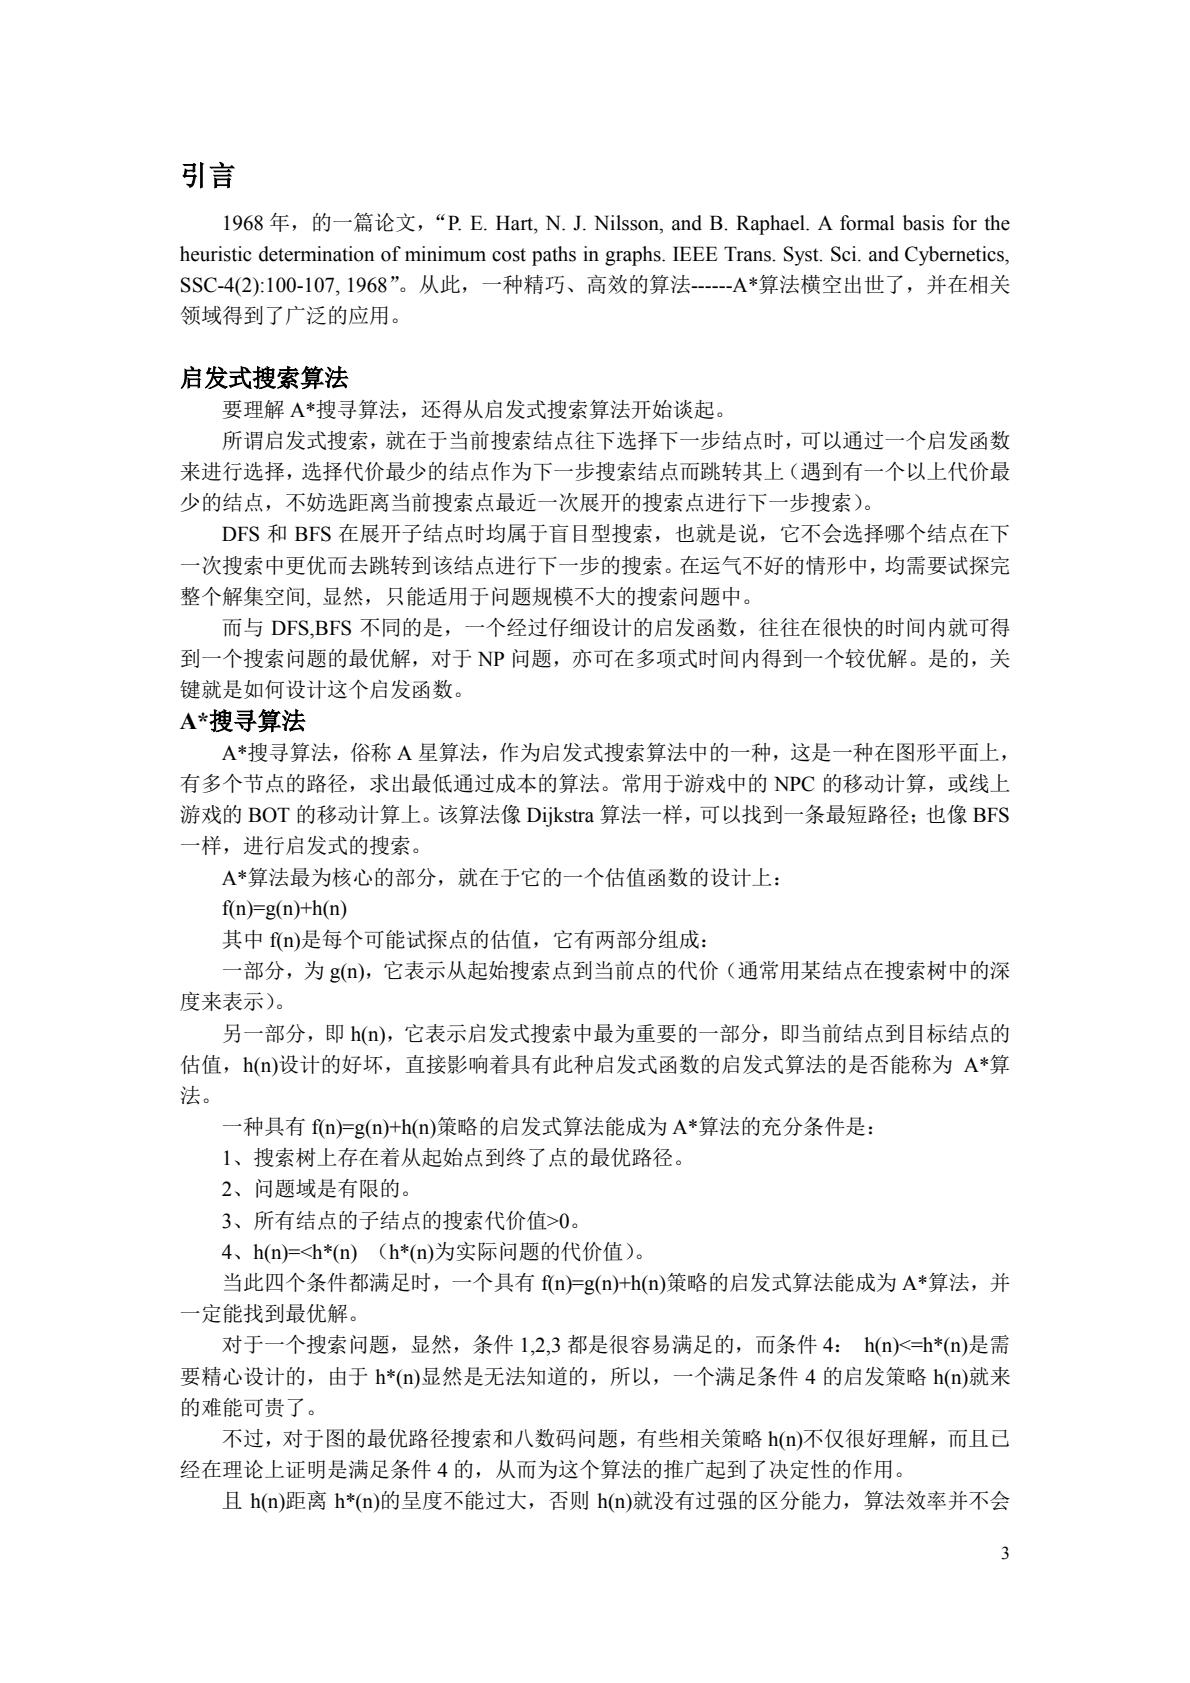 引言
1968 年，的一篇论文，“P. E. Hart, N. J. Nilsson, and B. Raphael. A formal basis for the
heuristic determination of minimum cost paths in graphs. IEEE Trans. Syst. Sci. and Cybernetics,
SSC-4(2):100-107, 1968”。从此，一种精巧、高效的算法------A*算法横空出世了，并在相关
领域得到了广泛的应用。
启发式搜索算法
要理解 A*搜寻算法，还得从启发式搜索算法开始谈起。
所谓启发式搜索，就在于当前搜索结点往下选择下一步结点时，可以通过一个启发函数
来进行选择，选择代价最少的结点作为下一步搜索结点而跳转其上（遇到有一个以上代价最
少的结点，不妨选距离当前搜索点最近一次展开的搜索点进行下一步搜索）。
DFS 和 BFS 在展开子结点时均属于盲目型搜索，也就是说，它不会选择哪个结点在下
一次搜索中更优而去跳转到该结点进行下一步的搜索。在运气不好的情形中，均需要试探完
整个解集空间, 显然，只能适用于问题规模不大的搜索问题中。
而与 DFS,BFS 不同的是，一个经过仔细设计的启发函数，往往在很快的时间内就可得
到一个搜索问题的最优解，对于 NP 问题，亦可在多项式时间内得到一个较优解。是的，关
键就是如何设计这个启发函数。
A*搜寻算法
A*搜寻算法，俗称 A 星算法，作为启发式搜索算法中的一种，这是一种在图形平面上，
有多个节点的路径，求出最低通过成本的算法。常用于游戏中的 NPC 的移动计算，或线上
游戏的 BOT 的移动计算上。该算法像 Dijkstra 算法一样，可以找到一条最短路径；也像 BFS
一样，进行启发式的搜索。
A*算法最为核心的部分，就在于它的一个估值函数的设计上：
f(n)=g(n)+h(n)
其中 f(n)是每个可能试探点的估值，它有两部分组成：
一部分，为 g(n)，它表示从起始搜索点到当前点的代价（通常用某结点在搜索树中的深
度来表示）。
另一部分，即 h(n)，它表示启发式搜索中最为重要的一部分，即当前结点到目标结点的
估值，h(n)设计的好坏，直接影响着具有此种启发式函数的启发式算法的是否能称为 A*算
法。
一种具有 f(n)=g(n)+h(n)策略的启发式算法能成为 A*算法的充分条件是：
1、搜索树上存在着从起始点到终了点的最优路径。
2、问题域是有限的。
3、所有结点的子结点的搜索代价值>0。
4、h(n)=<h*(n) （h*(n)为实际问题的代价值）。
当此四个条件都满足时，一个具有 f(n)=g(n)+h(n)策略的启发式算法能成为 A*算法，并
一定能找到最优解。
对于一个搜索问题，显然，条件 1,2,3 都是很容易满足的，而条件 4： h(n)<=h*(n)是需
要精心设计的，由于 h*(n)显然是无法知道的，所以，一个满足条件 4 的启发策略 h(n)就来
的难能可贵了。
不过，对于图的最优路径搜索和八数码问题，有些相关策略 h(n)不仅很好理解，而且已
经在理论上证明是满足条件 4 的，从而为这个算法的推广起到了决定性的作用。
且 h(n)距离 h*(n)的呈度不能过大，否则 h(n)就没有过强的区分能力，算法效率并不会
3